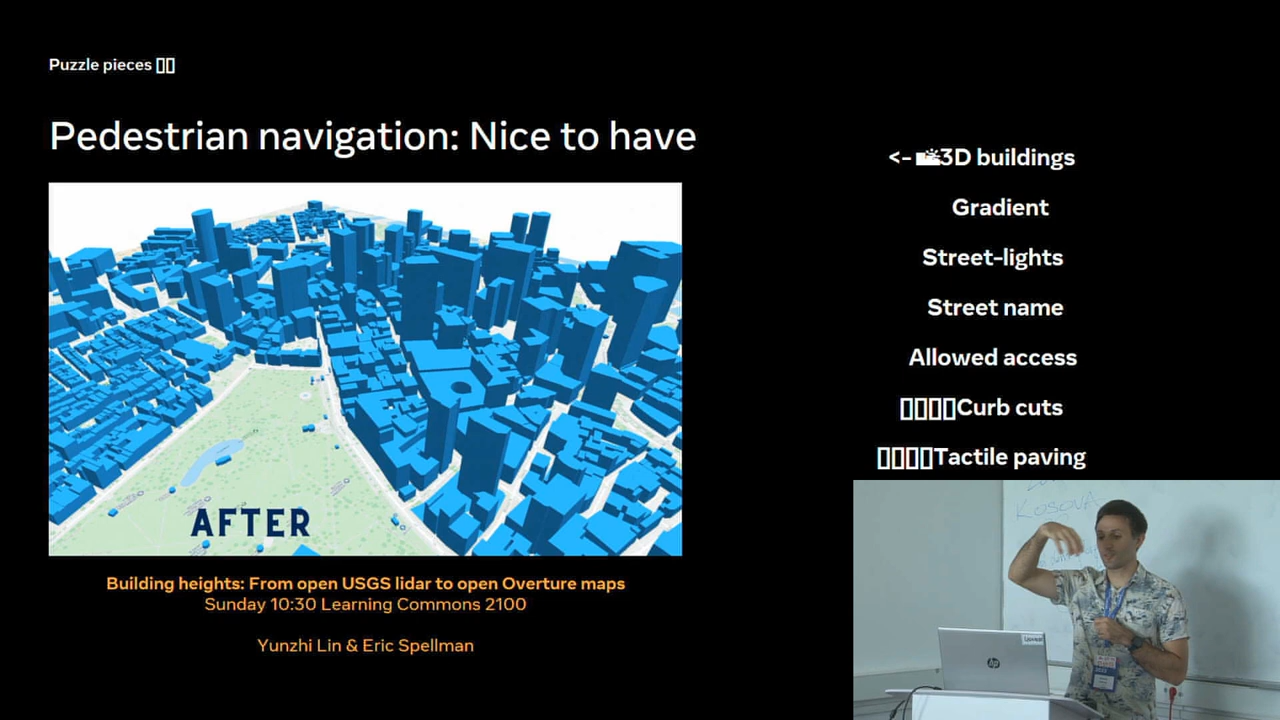 Puzzle pieces
Pedestrian navigation: Nice to have
<- 3D buildings
Gradient
Street-lights
Street name
Allowed access
Curb cuts
Tactile paving
AFTER
Building heights: From open USGS lidar to open Overture maps
Sunday 10:30 Learning Commons 2100
Yunzhi Lin & Eric Spellman
KOSOVA
hp